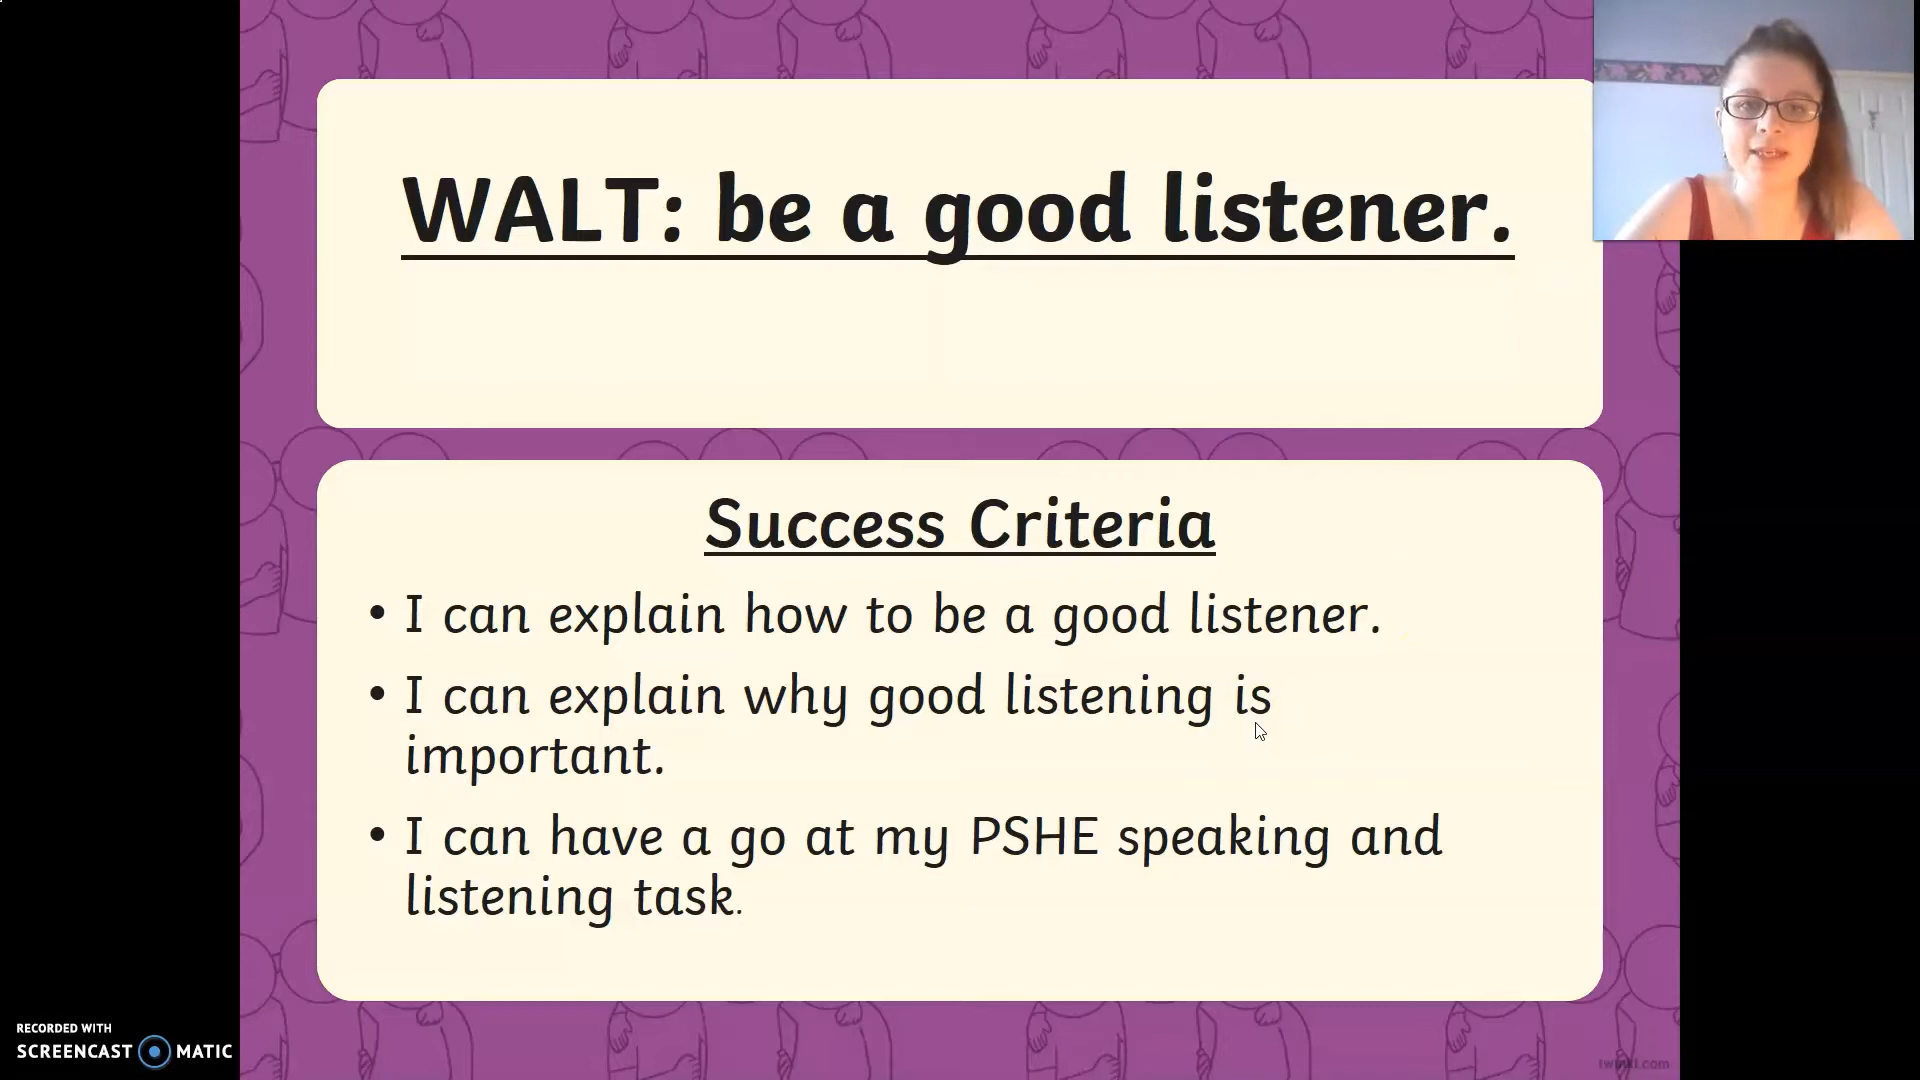 WALT: be a good listener.
Success Criteria
• I can explain how to be a good listener.
• I can explain why good listening is
important.
• I can have a go at my PSHE speaking and
listening task.
RECORDED WITH
SCREENCAST MATIC
twinkl.com